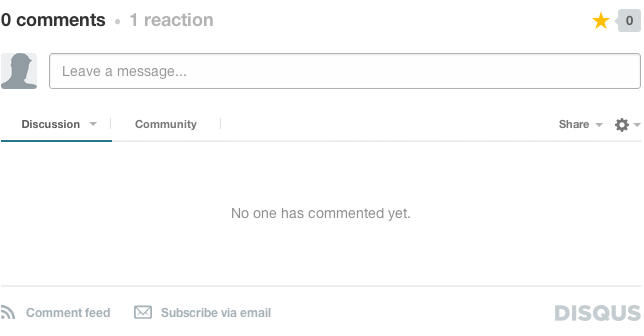 0 comments • 1 reaction
0
Leave a message...
Discussion
Community
Share
No one has commented yet.
Comment feed
Subscribe via email
DISQUS